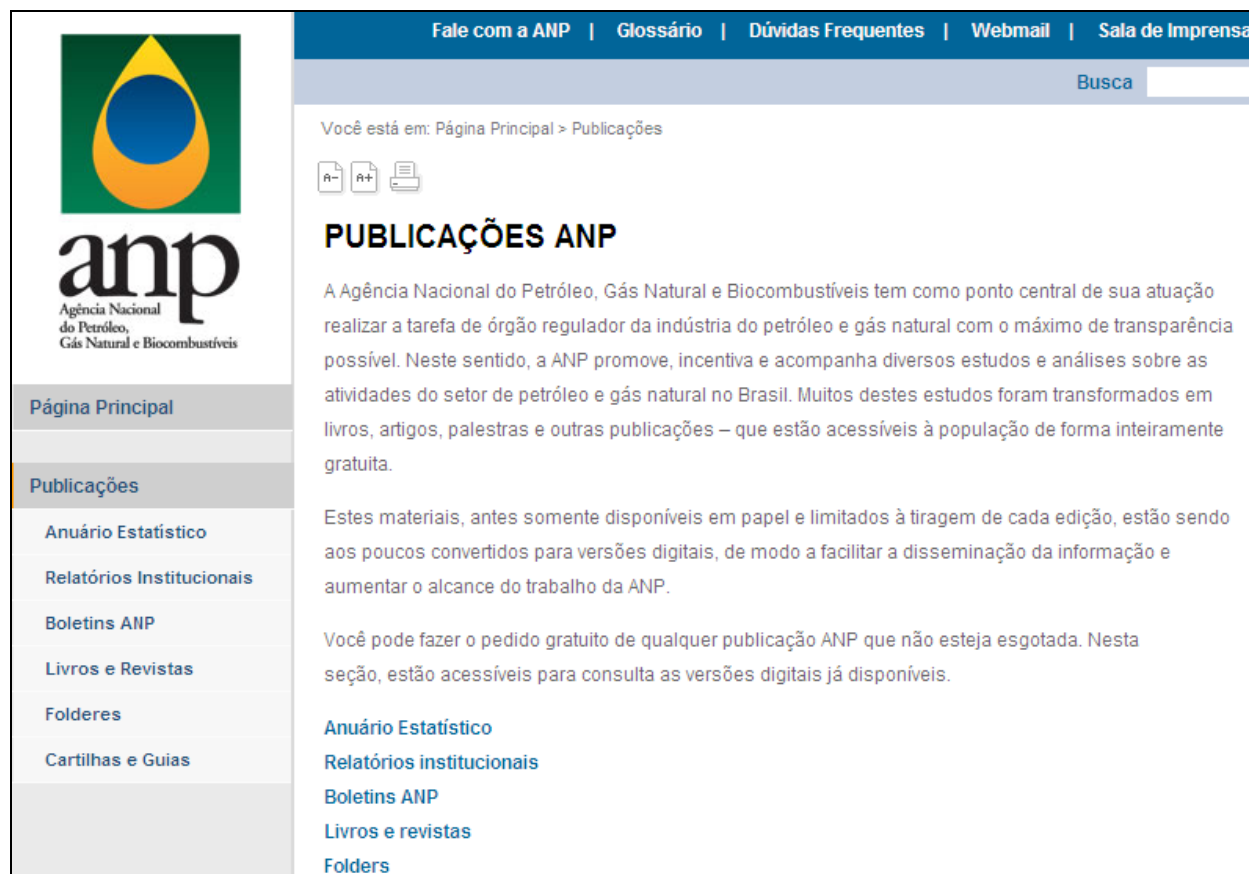 Fale com a ANP | Glossário | Dúvidas Frequentes | Webmail | Sala de Imprensa
Busca
anp
Agência Nacional
do Petróleo,
Gás Natural e Biocombustíveis
Página Principal
Publicações
Anuário Estatístico
Relatórios Institucionais
Boletins ANP
Livros e Revistas
Folderes
Cartilhas e Guias
Você está em: Página Principal > Publicações
A- A+
PUBLICAÇÕES ANP
A Agência Nacional do Petróleo, Gás Natural e Biocombustíveis tem como ponto central de sua atuação
realizar a tarefa de órgão regulador da indústria do petróleo e gás natural com o máximo de transparência
possível. Neste sentido, a ANP promove, incentiva e acompanha diversos estudos e análises sobre as
atividades do setor de petróleo e gás natural no Brasil. Muitos destes estudos foram transformados em
livros, artigos, palestras e outras publicações – que estão acessíveis à população de forma inteiramente
gratuita.
Estes materiais, antes somente disponíveis em papel e limitados à tiragem de cada edição, estão sendo
aos poucos convertidos para versões digitais, de modo a facilitar a disseminação da informação e
aumentar o alcance do trabalho da ANP.
Você pode fazer o pedido gratuito de qualquer publicação ANP que não esteja esgotada. Nesta
seção, estão acessíveis para consulta as versões digitais já disponíveis.
Anuário Estatístico
Relatórios institucionais
Boletins ANP
Livros e revistas
Folders